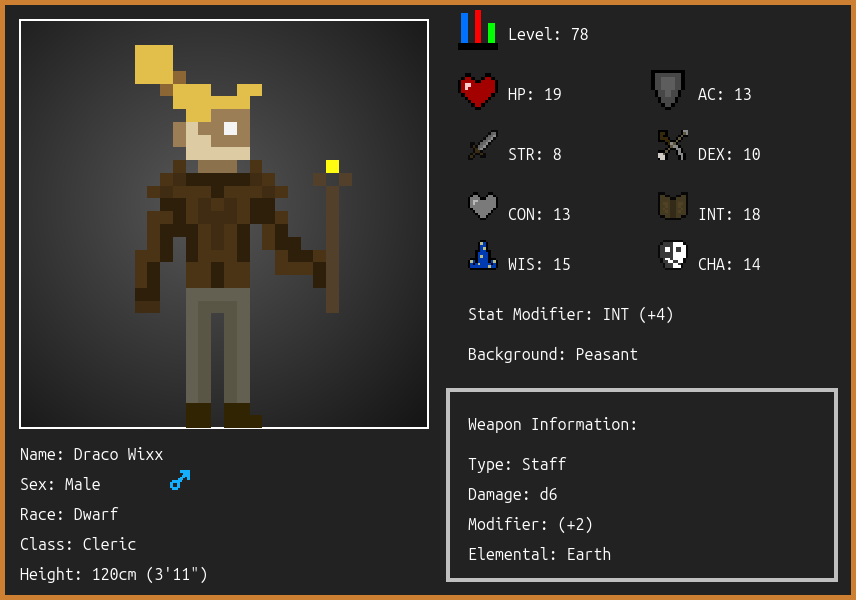 Level: 78
HP: 19
AC: 13
STR: 8
DEX: 10
CON: 13
INT: 18
WIS: 15
CHA: 14
Stat Modifier: INT (+4)
Background: Peasant
Weapon Information:
Type: Staff
Damage: d6
Modifier: (+2)
Elemental: Earth
Name: Draco Wixx
Sex: Male
Race: Dwarf
Class: Cleric
Height: 120cm (3'11")